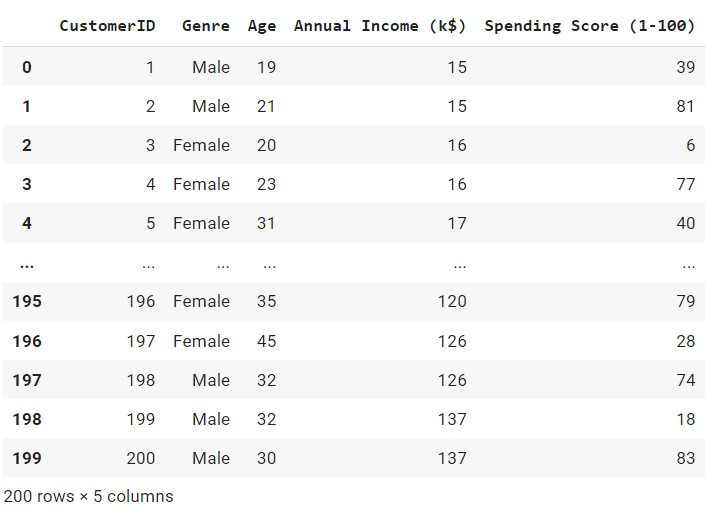 CustomerID Genre Age Annual Income (k$) Spending Score (1-100)
0 1 Male 19 15 39
1 2 Male 21 15 81
2 3 Female 20 16 6
3 4 Female 23 16 77
4 5 Female 31 17 40
... ... ... ... ... ...
195 196 Female 35 120 79
196 197 Female 45 126 28
197 198 Male 32 126 74
198 199 Male 32 137 18
199 200 Male 30 137 83
200 rows × 5 columns